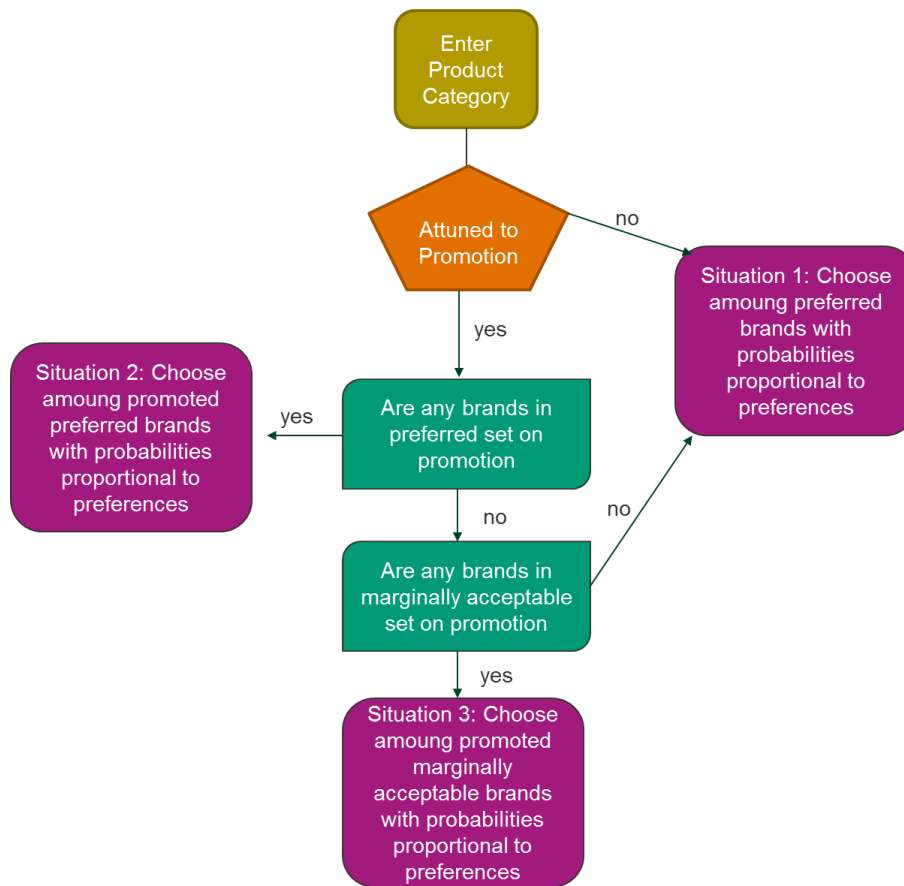 Enter
Product
Category
Attuned to
Promotion
no
Situation 1: Choose
amoung preferred
brands with
probabilities
proportional to
preferences
yes
Situation 2: Choose
amoung promoted
preferred brands
with probabilities
proportional to
preferences
yes
Are any brands in
preferred set on
promotion
no
no
Are any brands in
marginally acceptable
set on promotion
yes
Situation 3: Choose
amoung promoted
marginally
acceptable brands
with probabilities
proportional to
preferences